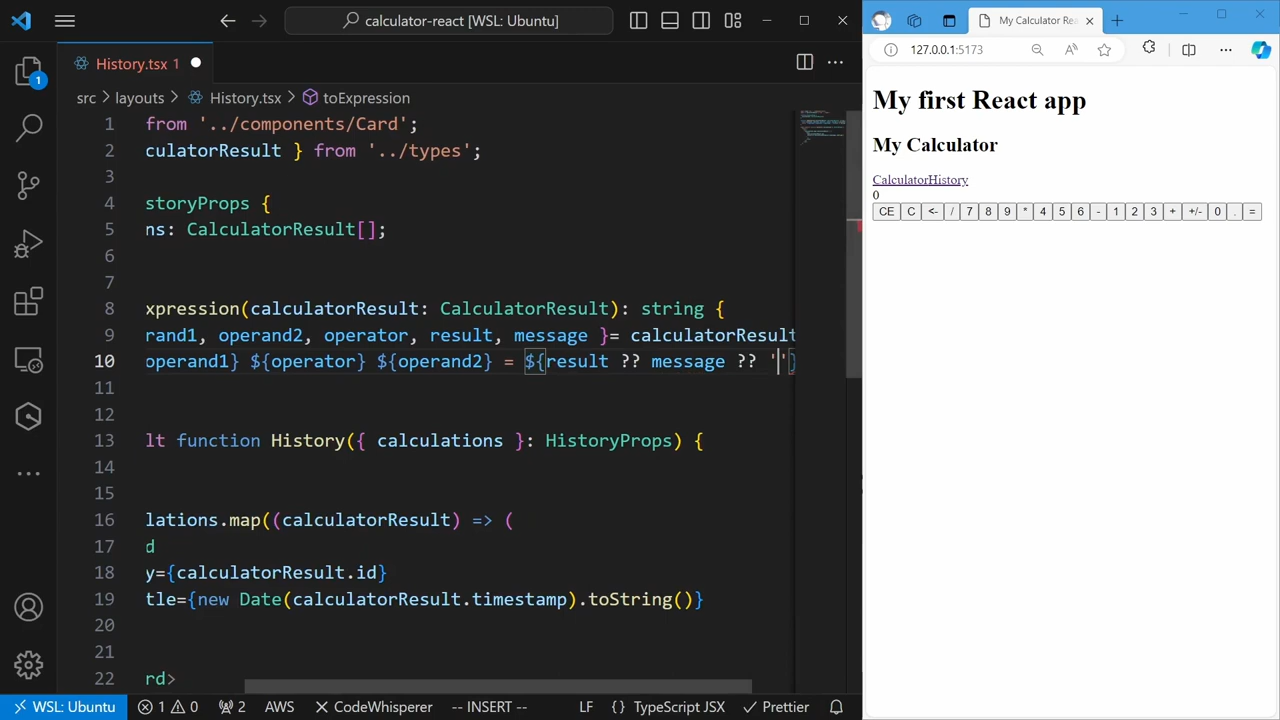 calculator-react [WSL: Ubuntu]
History.tsx 1
src > layouts > History.tsx > toExpression
1 from '../components/Card';
2 culatorResult } from '../types';
3
4 storyProps {
5 ns: CalculatorResult[];
6
7
8 xpression(calculatorResult: CalculatorResult): string {
9 rand1, operand2, operator, result, message }= calculatorResult
10 operand1} ${operator} ${operand2} = ${result ?? message ?? ''}
11
12
13 lt function History({ calculations }: HistoryProps) {
14
15
16 lations.map((calculatorResult) => (
17 d
18 y={calculatorResult.id}
19 tle={new Date(calculatorResult.timestamp).toString()}
20
21
22 rd>
1
WSL: Ubuntu
1 0
2
AWS
CodeWhisperer
-- INSERT --
LF
{} TypeScript JSX
Prettier
My Calculator Rea
127.0.0.1:5173
My first React app
My Calculator
CalculatorHistory
0
CE C <- / 7 8 9 * 4 5 6 - 1 2 3 + +/- 0 . =